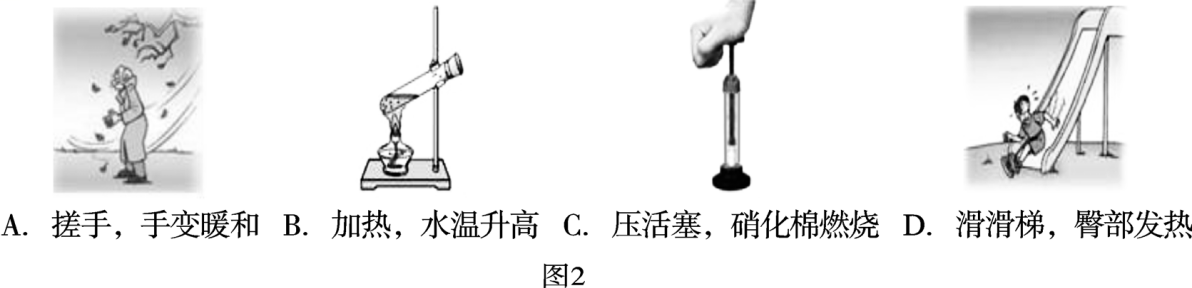 A. 搓手，手变暖和 B. 加热，水温升高 C. 压活塞，硝化棉燃烧 D. 滑滑梯，臀部发热
图2